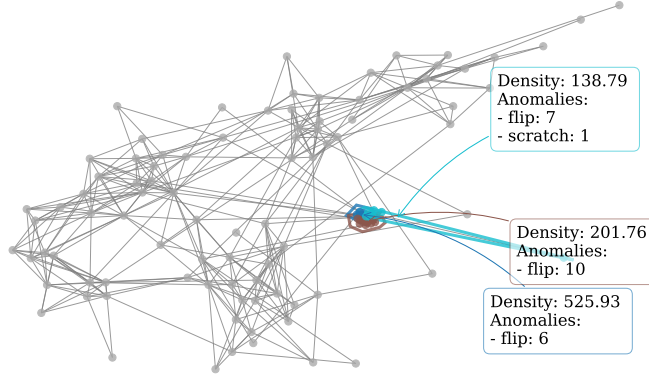 Density: 138.79
Anomalies:
- flip: 7
- scratch: 1
Density: 201.76
Anomalies:
- flip: 10
Density: 525.93
Anomalies:
- flip: 6